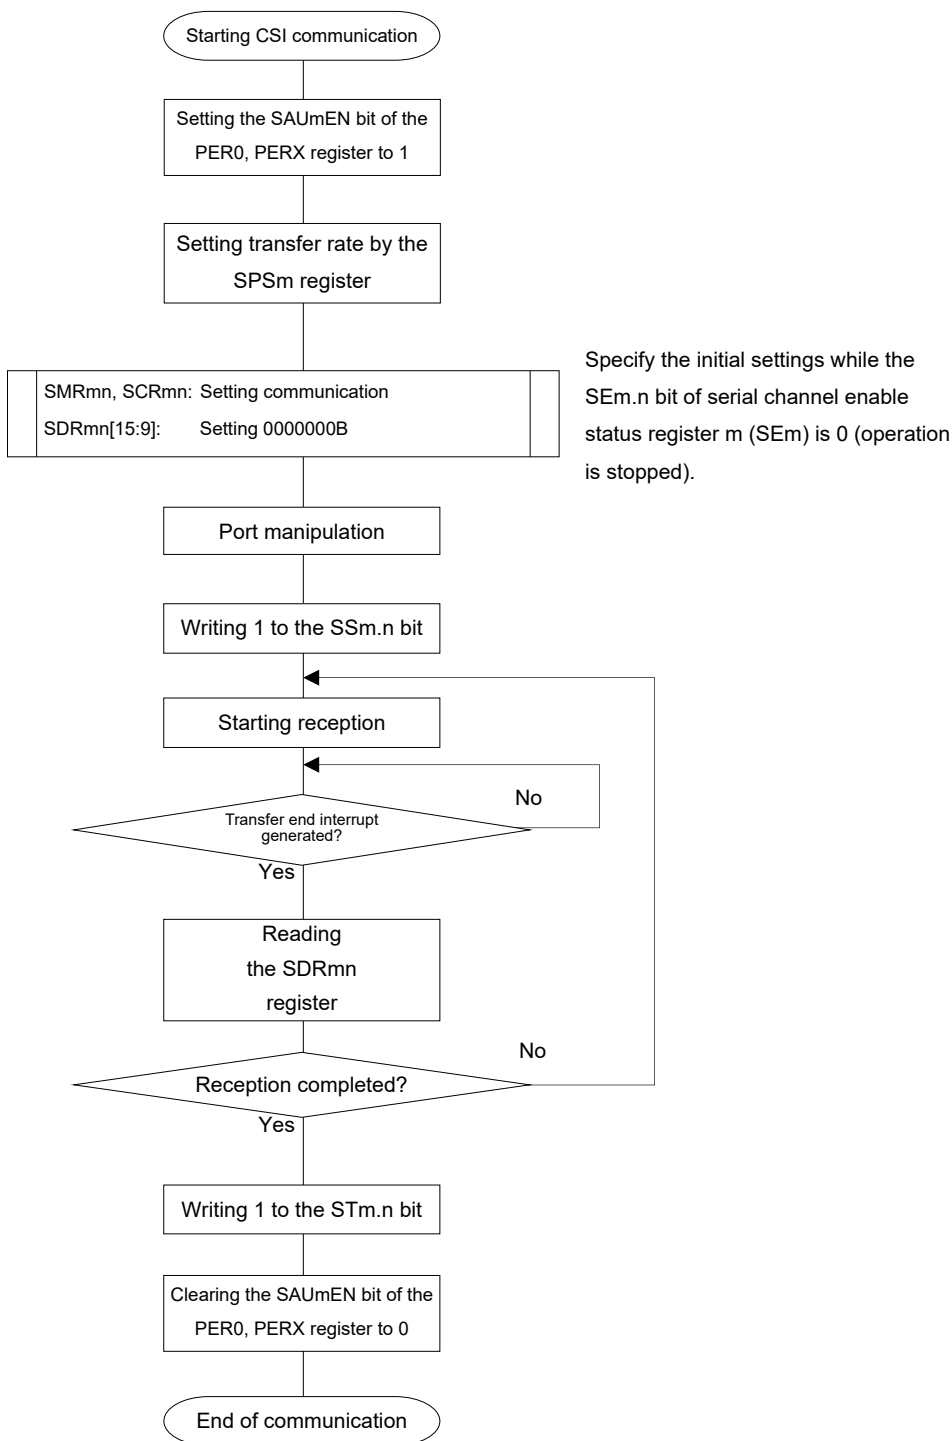 Starting CSI communication
Setting the SAUmEN bit of the
PER0, PERX register to 1
Setting transfer rate by the
SPSm register
SMRmn, SCRmn: Setting communication
SDRmn[15:9]: Setting 0000000B
Specify the initial settings while the
SEm.n bit of serial channel enable
status register m (SEm) is 0 (operation
is stopped).
Port manipulation
Writing 1 to the SSm.n bit
Starting reception
No
Transfer end interrupt
generated?
Yes
Reading
the SDRmn
register
No
Reception completed?
Yes
Writing 1 to the STm.n bit
Clearing the SAUmEN bit of the
PER0, PERX register to 0
End of communication